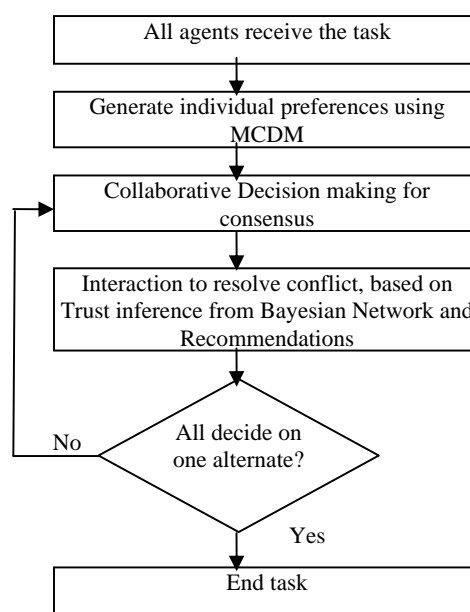 All agents receive the task
Generate individual preferences using
MCDM
Collaborative Decision making for
consensus
Interaction to resolve conflict, based on
Trust inference from Bayesian Network and
Recommendations
No
All decide on
one alternate?
Yes
End task